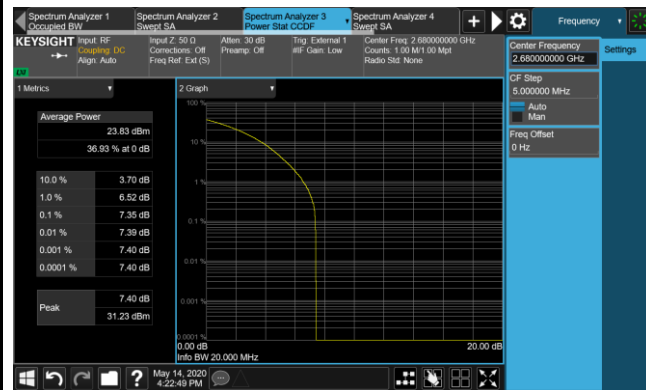 Spectrum Analyzer 1
Occupied BW
Spectrum Analyzer 2
Swept SA
Spectrum Analyzer 3
Power Stat CCDF
Spectrum Analyzer 4
Swept SA
Frequency
KEYSIGHT
Input: RF
Coupling: DC
Align: Auto
Input Z: 50 Ω
Corrections: Off
Freq Ref: Ext (S)
Atten: 30 dB
Preamp: Off
Trig: External 1
#IF Gain: Low
Center Freq: 2.680000000 GHz
Counts: 1.00 M/1.00 Mpt
Radio Std: None
Center Frequency
2.680000000 GHz
Settings
CF Step
5.000000 MHz
Auto
Man
Freq Offset
0 Hz
1 Metrics
Average Power
23.83 dBm
36.93 % at 0 dB
10.0 % 3.70 dB
1.0 % 6.52 dB
0.1 % 7.35 dB
0.01 % 7.39 dB
0.001 % 7.40 dB
0.0001 % 7.40 dB
Peak
7.40 dB
31.23 dBm
2 Graph
100 %
10 %
1 %
0.1 %
0.01 %
0.001 %
0.0001 %
0.00 dB
20.00 dB
Info BW 20.000 MHz
May 14, 2020
4:22:49 PM